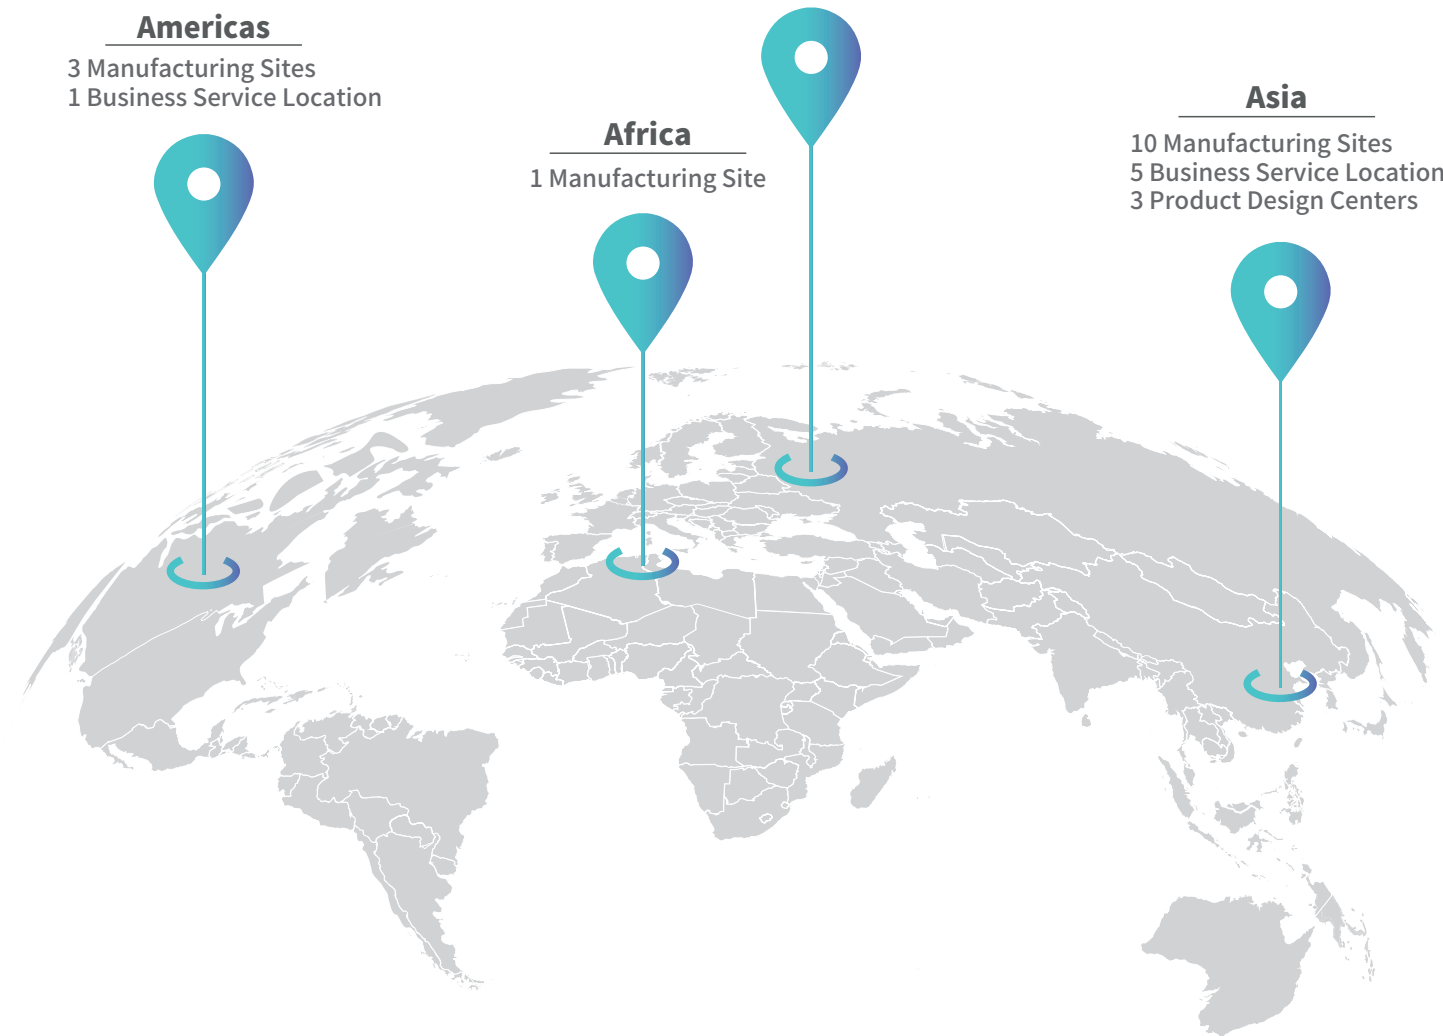 Americas
3 Manufacturing Sites
1 Business Service Location
Africa
1 Manufacturing Site
Asia
10 Manufacturing Sites
5 Business Service Location
3 Product Design Centers